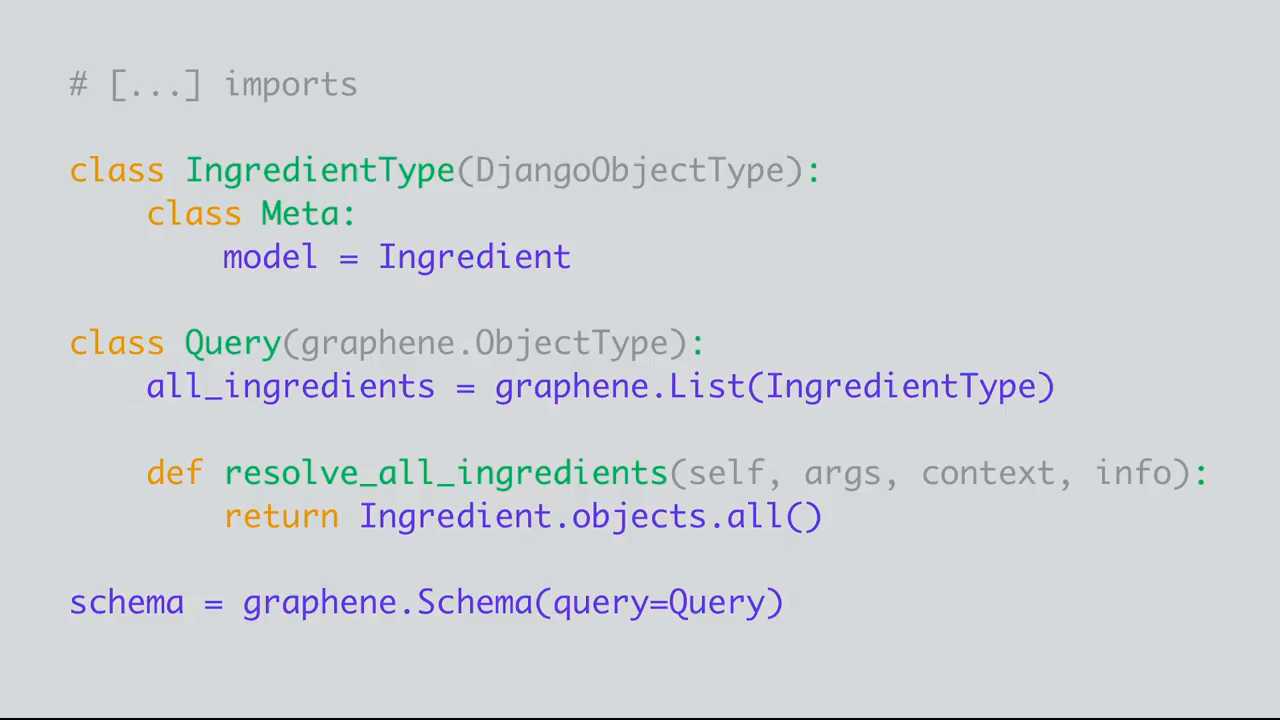 # [...] imports
class IngredientType(DjangoObjectType):
    class Meta:
        model = Ingredient
class Query(graphene.ObjectType):
    all_ingredients = graphene.List(IngredientType)
    def resolve_all_ingredients(self, args, context, info):
        return Ingredient.objects.all()
schema = graphene.Schema(query=Query)